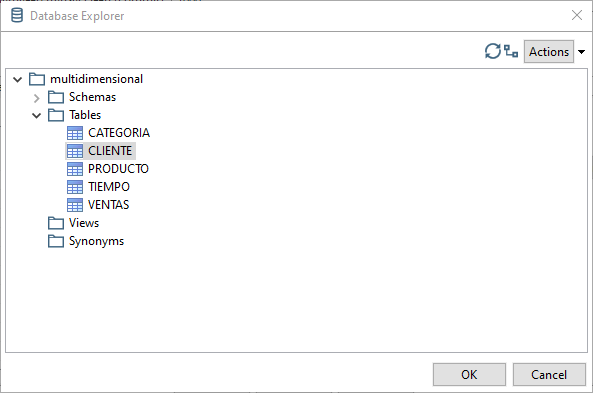 Database Explorer
Actions
multidimensional
Schemas
Tables
CATEGORIA
CLIENTE
PRODUCTO
TIEMPO
VENTAS
Views
Synonyms
OK Cancel